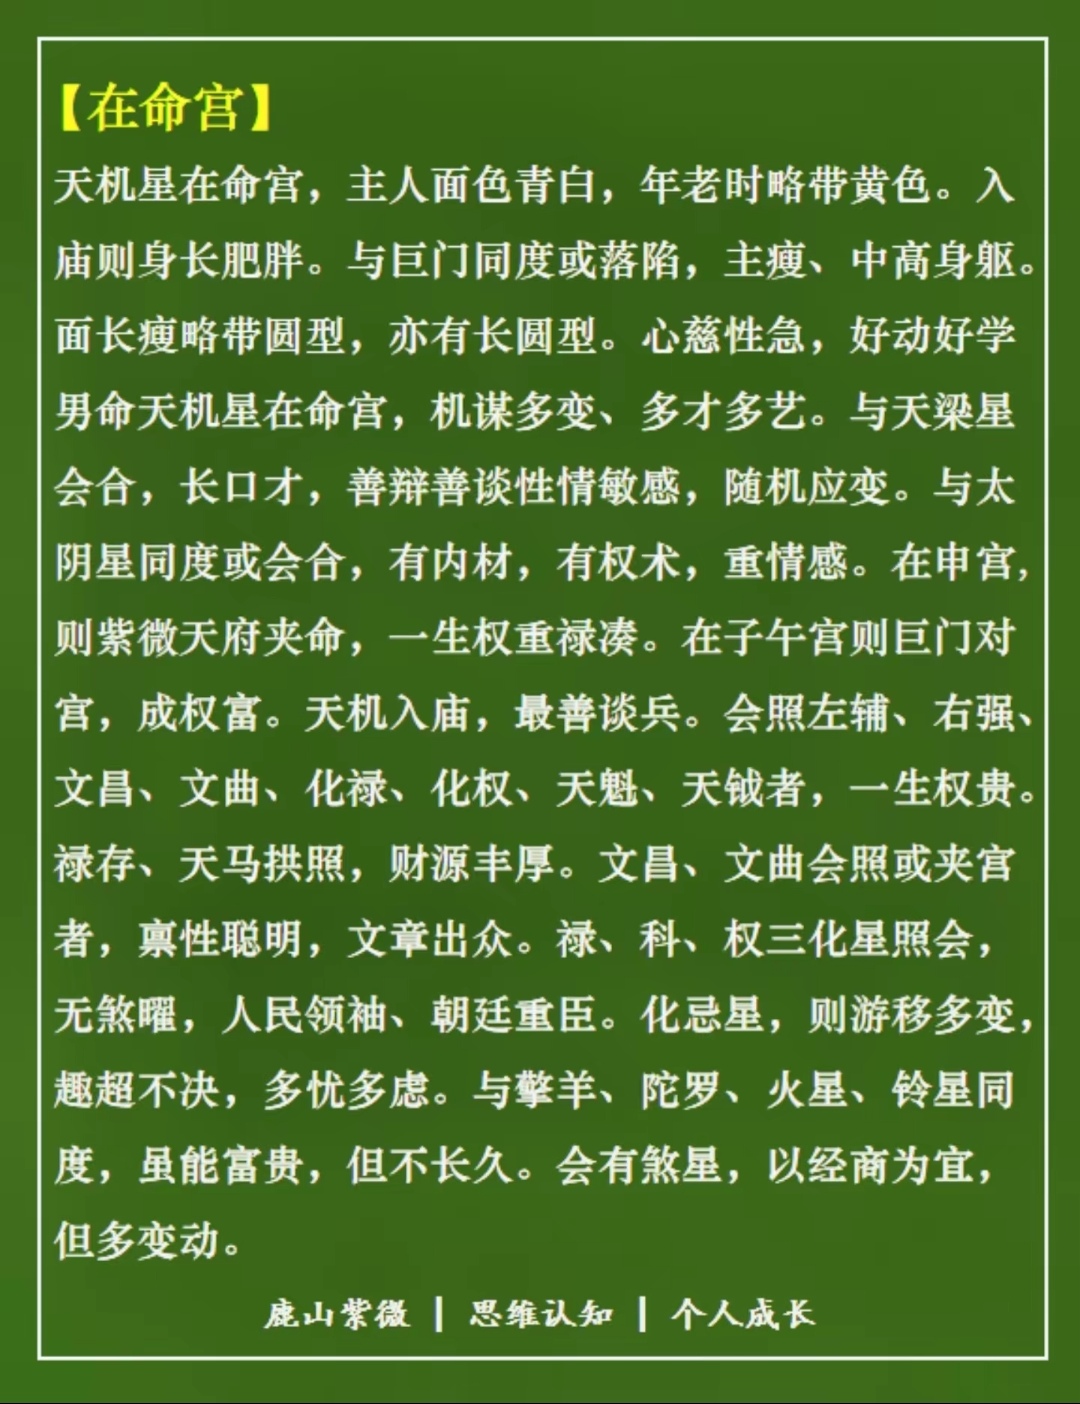 【在命宫】
天机星在命宫，主人面色青白，年老时略带黄色。入
庙则身长肥胖。与巨门同度或落陷，主瘦、中高身躯。
面长瘦略带圆型，亦有长圆型。心慈性急，好动好学
男命天机星在命宫，机谋多变、多才多艺。与天梁星
会合，长口才，善辩善谈性情敏感，随机应变。与太
阴星同度或会合，有内材，有权术，重情感。在申宫，
则紫微天府夹命，一生权重禄凑。在子午宫则巨门对
宫，成权富。天机入庙，最善谈兵。会照左辅、右强、
文昌、文曲、化禄、化权、天魁、天钺者，一生权贵。
禄存、天马拱照，财源丰厚。文昌、文曲会照或夹宫
者，禀性聪明，文章出众。禄、科、权三化星照会，
无煞曜，人民领袖、朝廷重臣。化忌星，则游移多变，
趣超不决，多忧多虑。与擎羊、陀罗、火星、铃星同
度，虽能富贵，但不长久。会有煞星，以经商为宜，
但多变动。
鹿山紫微 | 思维认知 | 个人成长